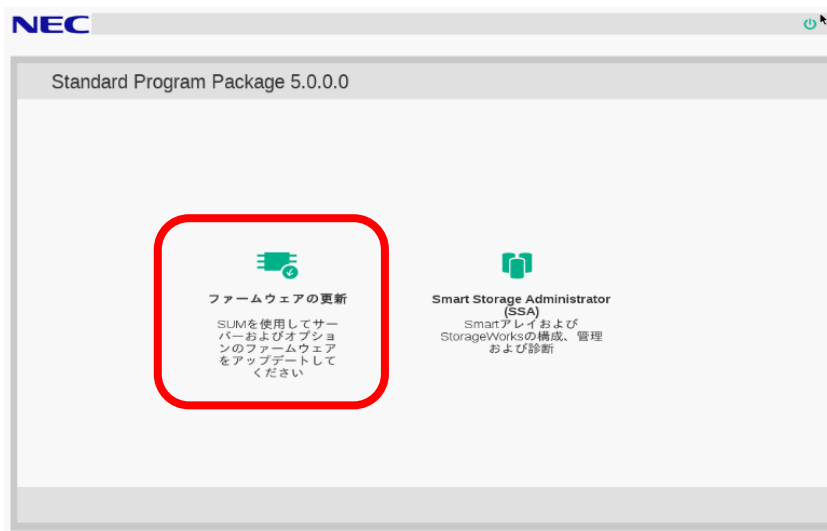 NEC
Standard Program Package 5.0.0.0
ファームウェアの更新
SUMを使用してサー
バーおよびオプショ
ンのファームウェア
をアップデートして
ください
Smart Storage Administrator
(SSA)
Smartアレイおよび
StorageWorksの構成、管理
および診断